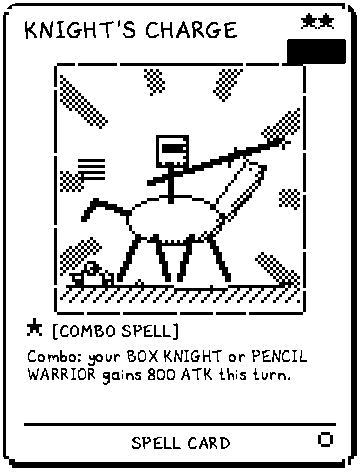 KNIGHT'S CHARGE
[COMBO SPELL]
Combo: your BOX KNIGHT or PENCIL
WARRIOR gains 800 ATK this turn.
SPELL CARD